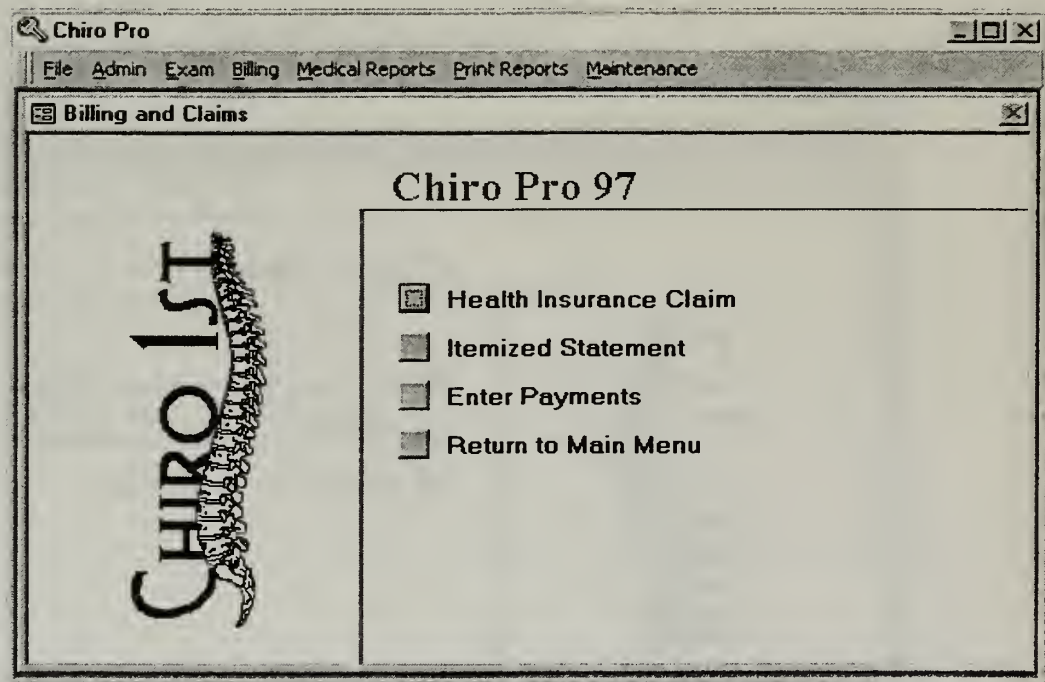 Chiro Pro
File Admin Exam Billing Medical Reports Print Reports Maintenance
Billing and Claims
Chiro Pro 97
CHIRO 1ST
Health Insurance Claim
Itemized Statement
Enter Payments
Return to Main Menu